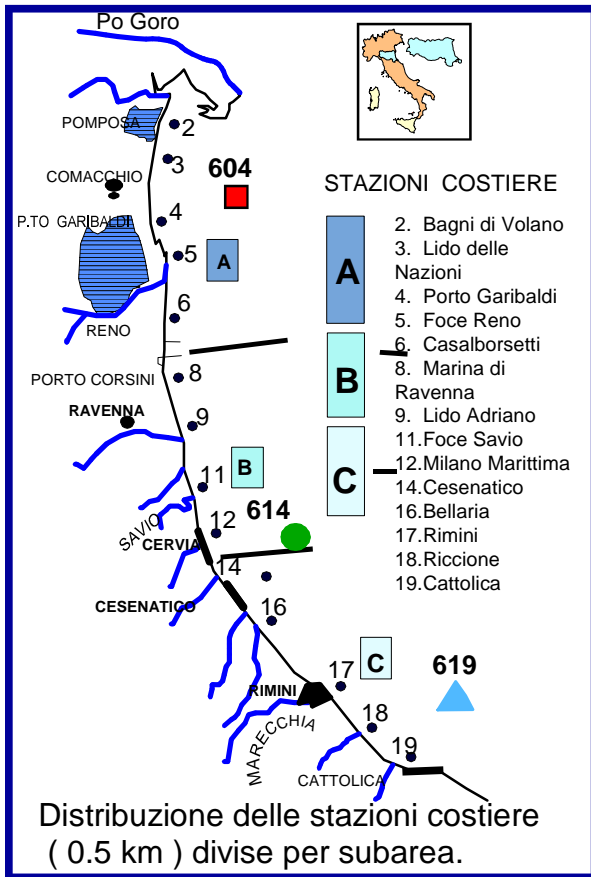 Po Goro
POMPOSA
2
3
604
COMACCHIO
P.TO GARIBALDI
4
5
A
6
RENO
PORTO CORSINI
8
RAVENNA
9
11
B
SAVIO
12
614
CERVIA
14
CESENATICO
16
17
C
619
RIMINI
MARECCHIA
18
19
CATTOLICA
STAZIONI COSTIERE
A
B
C
2. Bagni di Volano
3. Lido delle
Nazioni
4. Porto Garibaldi
5. Foce Reno
6. Casalborsetti
8. Marina di
Ravenna
9. Lido Adriano
11.Foce Savio
12.Milano Marittima
14.Cesenatico
16.Bellaria
17.Rimini
18.Riccione
19.Cattolica
Distribuzione delle stazioni costiere
( 0.5 km ) divise per subarea.